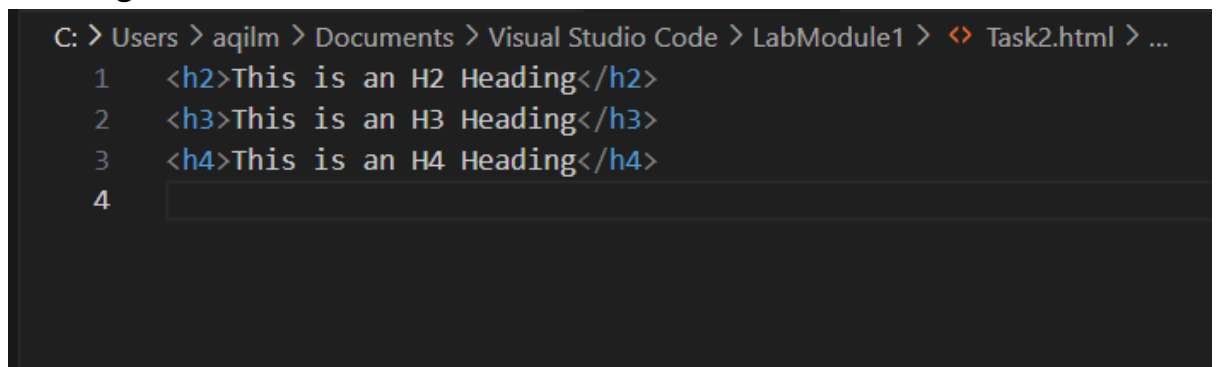 C: > Users > aqilm > Documents > Visual Studio Code > LabModule1 > <> Task2.html > ...
1 <h2>This is an H2 Heading</h2>
2 <h3>This is an H3 Heading</h3>
3 <h4>This is an H4 Heading</h4>
4